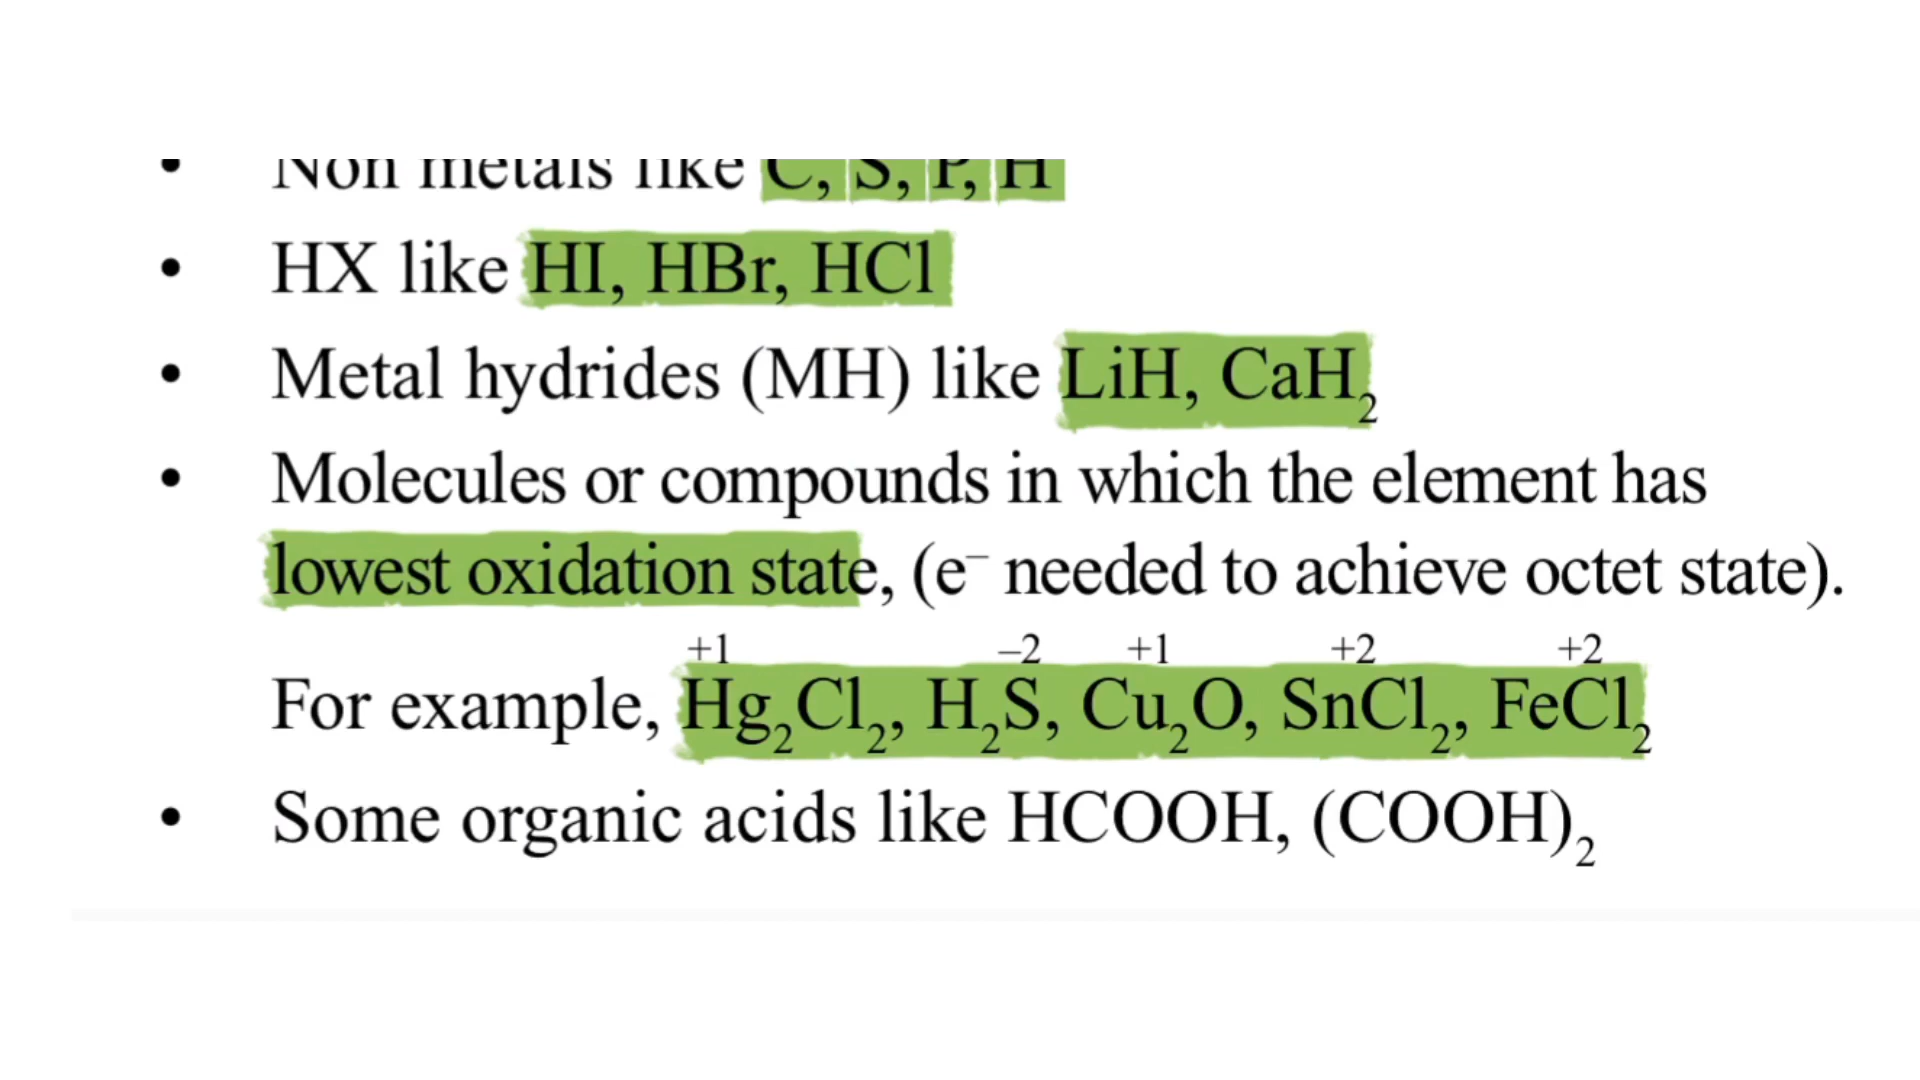 • Non metals like C, S, P, H
• HX like HI, HBr, HCl
• Metal hydrides (MH) like LiH, CaH₂
• Molecules or compounds in which the element has
lowest oxidation state, (e⁻ needed to achieve octet state).
+1 –2 +1 +2 +2
For example, Hg₂Cl₂, H₂S, Cu₂O, SnCl₂, FeCl₂
• Some organic acids like HCOOH, (COOH)₂